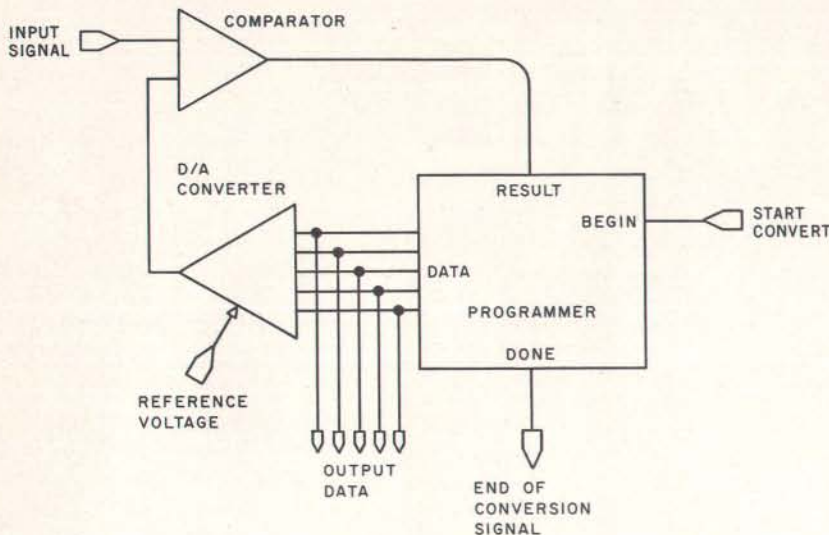 COMPARATOR
INPUT
SIGNAL
D/A
CONVERTER
RESULT
BEGIN
START
CONVERT
DATA
PROGRAMMER
DONE
REFERENCE
VOLTAGE
OUTPUT
DATA
END OF
CONVERSION
SIGNAL